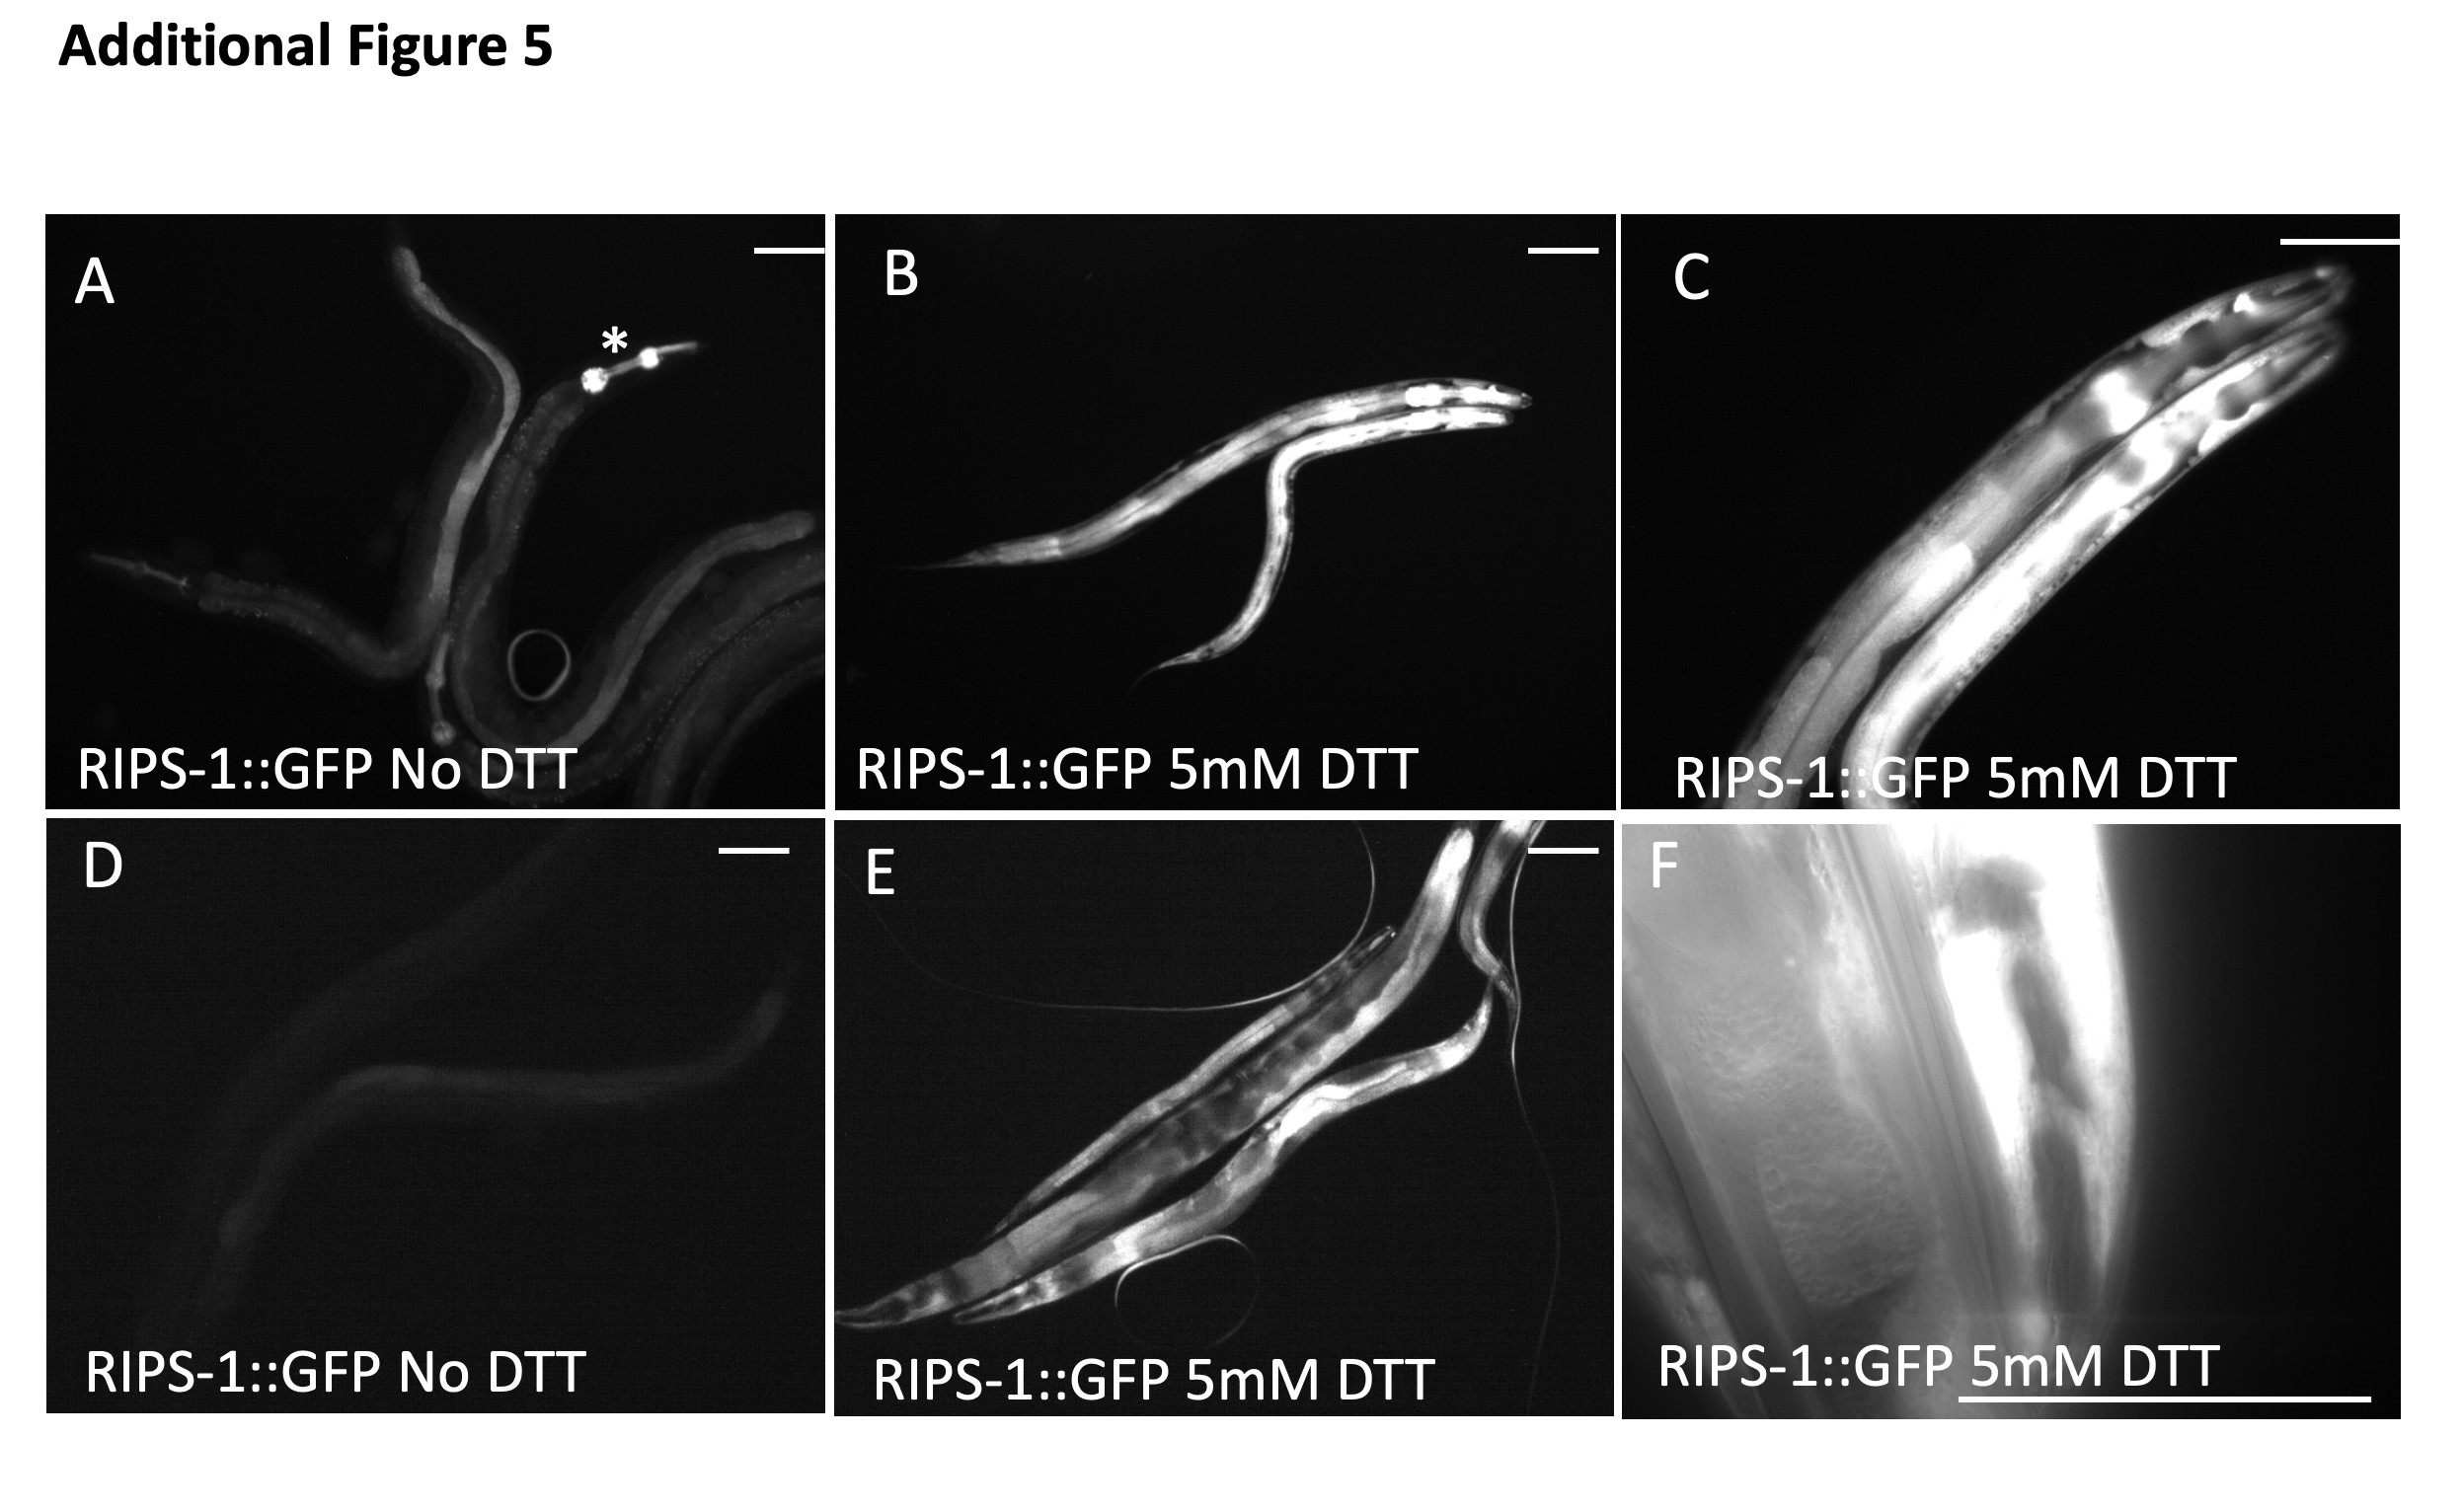 Additional Figure 5
A
*
RIPS-1::GFP No DTT
B
RIPS-1::GFP 5mM DTT
C
RIPS-1::GFP 5mM DTT
D
RIPS-1::GFP No DTT
E
RIPS-1::GFP 5mM DTT
F
RIPS-1::GFP 5mM DTT